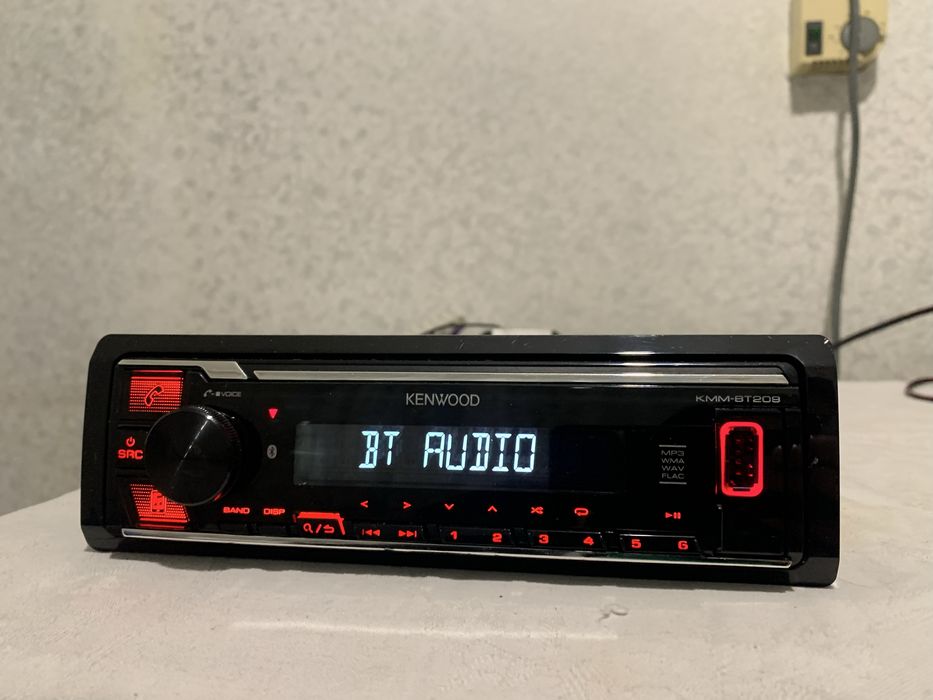 VOICE
KENWOOD
KMM-BT209
SRC
BT AUDIO
MP3
WMA
WAV
FLAC
BAND DISP
1 2 3 4 5 6